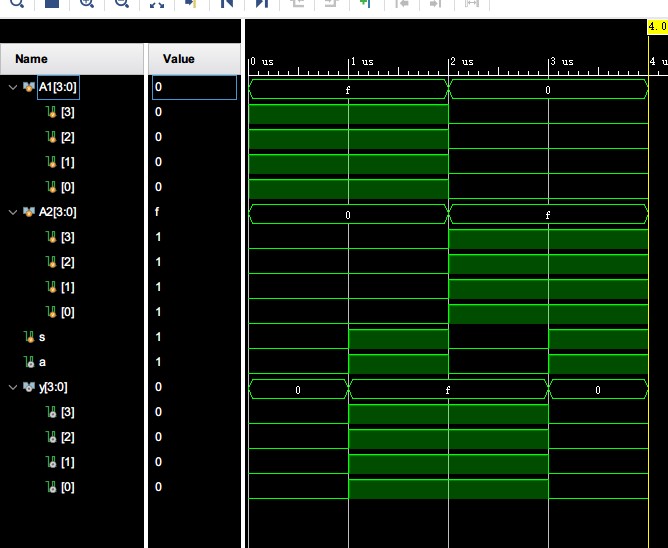 4.0
Name Value
0 us 1 us 2 us 3 us 4 u
A1[3:0] 0 f 0
[3] 0
[2] 0
[1] 0
[0] 0
A2[3:0] f 0 f
[3] 1
[2] 1
[1] 1
[0] 1
s 1
a 1
y[3:0] 0 0 f 0
[3] 0
[2] 0
[1] 0
[0] 0